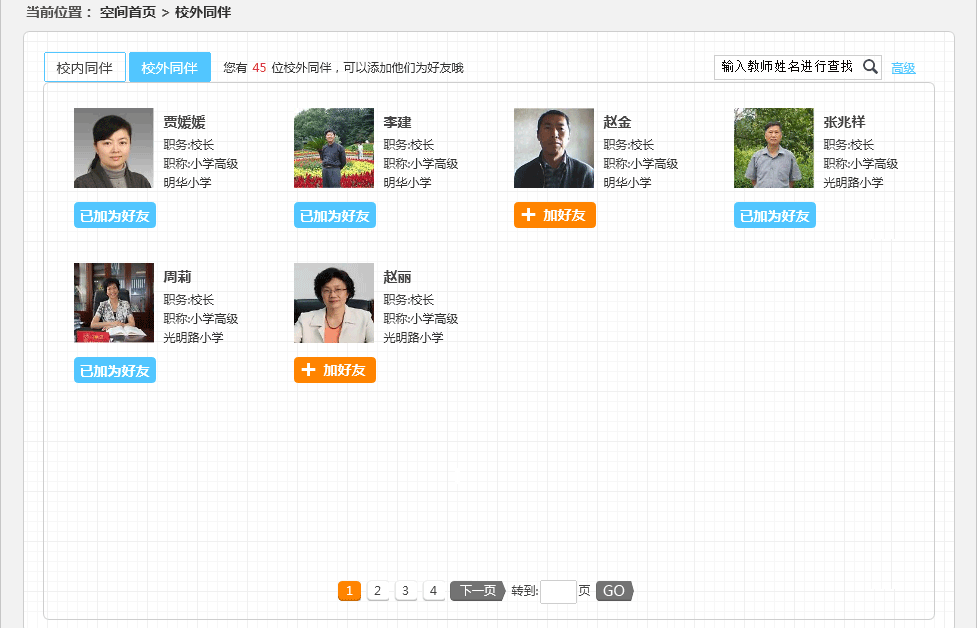 当前位置： 空间首页 > 校外同伴
校内同伴 校外同伴 您有 45 位校外同伴，可以添加他们为好友哦 输入教师姓名进行查找 高级
贾媛媛
职务:校长
职称:小学高级
明华小学
已加为好友
李建
职务:校长
职称:小学高级
明华小学
已加为好友
赵金
职务:校长
职称:小学高级
明华小学
加好友
张兆祥
职务:校长
职称:小学高级
光明路小学
已加为好友
周莉
职务:校长
职称:小学高级
光明路小学
已加为好友
赵丽
职务:校长
职称:小学高级
光明路小学
加好友
1 2 3 4 下一页 转到: 页 GO